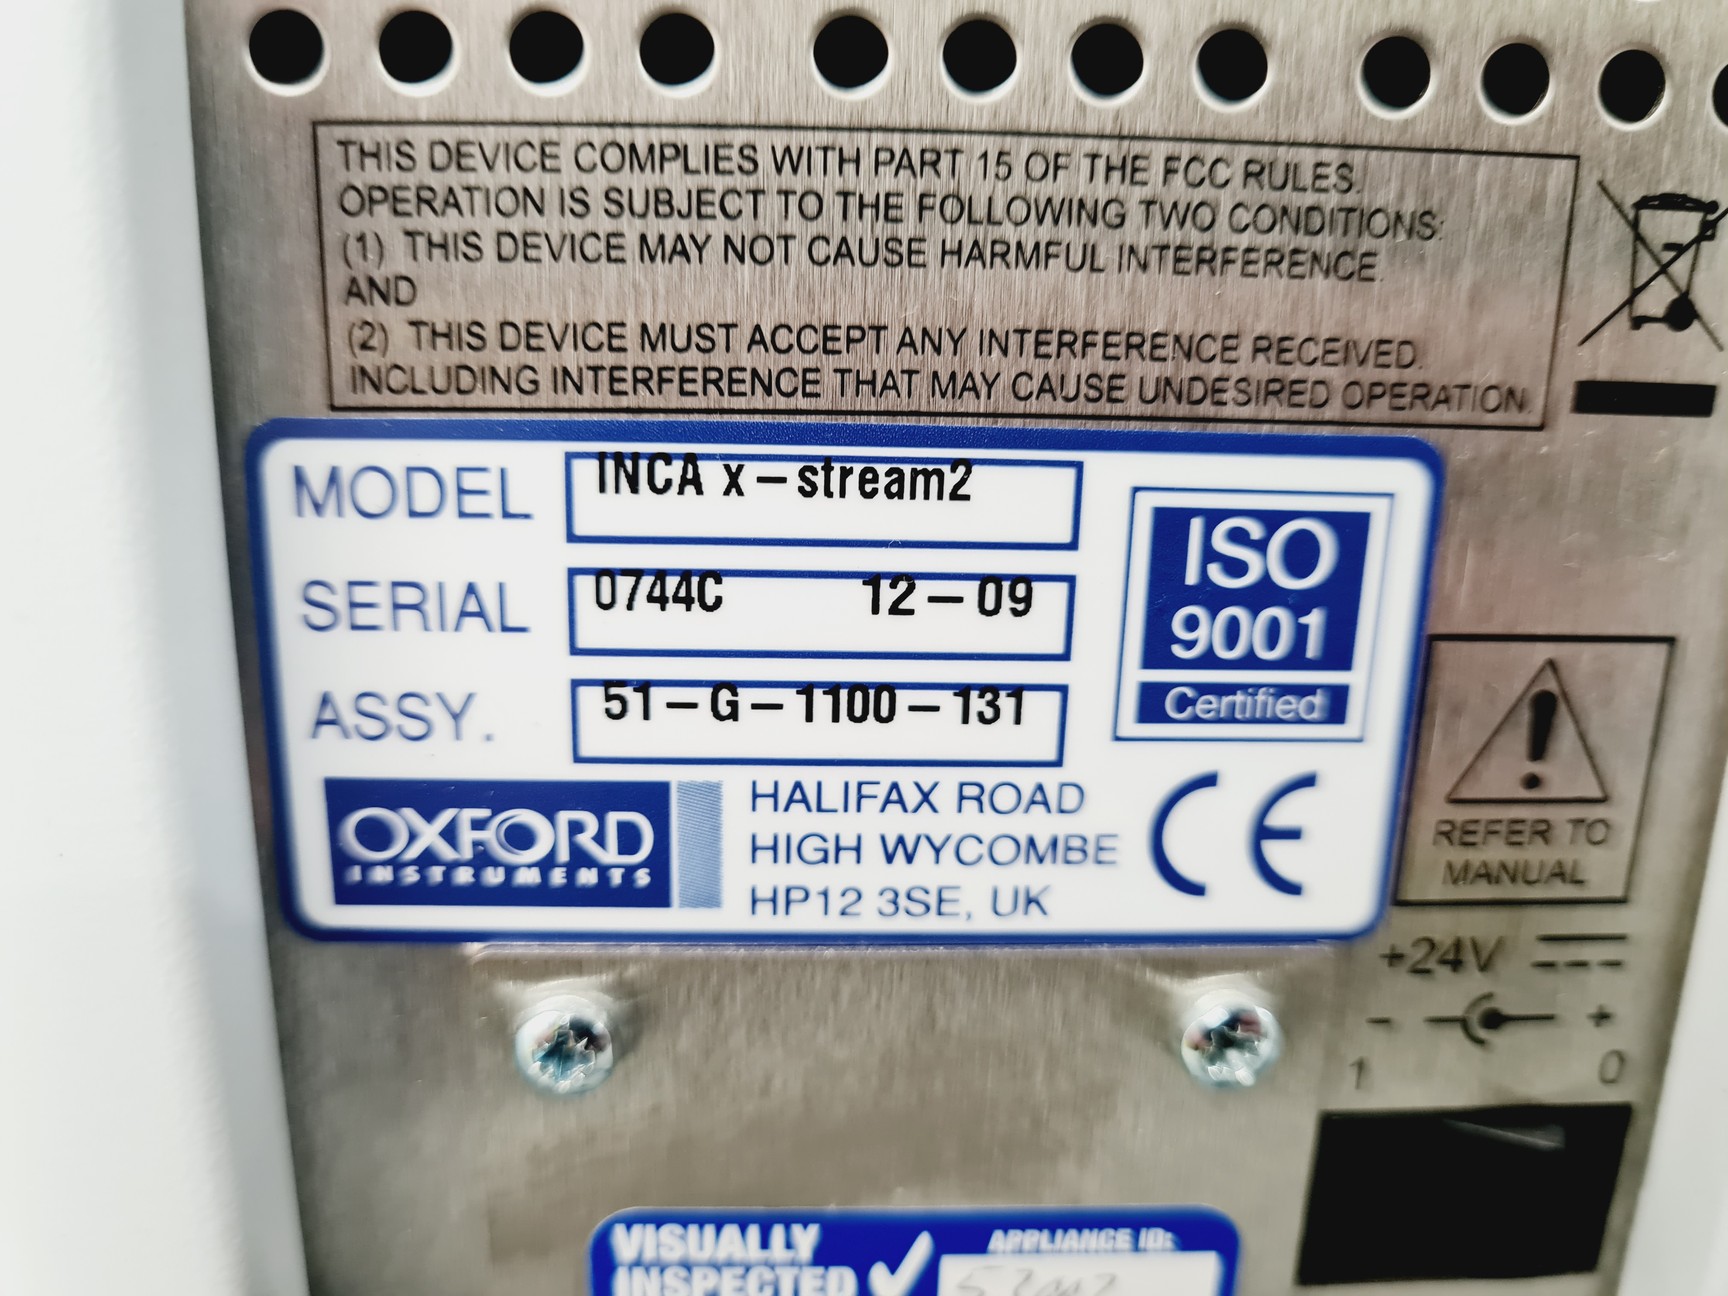 THIS DEVICE COMPLIES WITH PART 15 OF THE FCC RULES.
OPERATION IS SUBJECT TO THE FOLLOWING TWO CONDITIONS:
(1) THIS DEVICE MAY NOT CAUSE HARMFUL INTERFERENCE.
AND
(2) THIS DEVICE MUST ACCEPT ANY INTERFERENCE RECEIVED.
INCLUDING INTERFERENCE THAT MAY CAUSE UNDESIRED OPERATION.
MODEL INCA x-stream2
SERIAL 0744C 12-09
ASSY. 51-G-1100-131
ISO
9001
Certified
OXFORD
INSTRUMENTS
HALIFAX ROAD
HIGH WYCOMBE
HP12 3SE, UK
CE
REFER TO
MANUAL
+24V
- +
1 0
VISUALLY
INSPECTED
APPLIANCE ID: